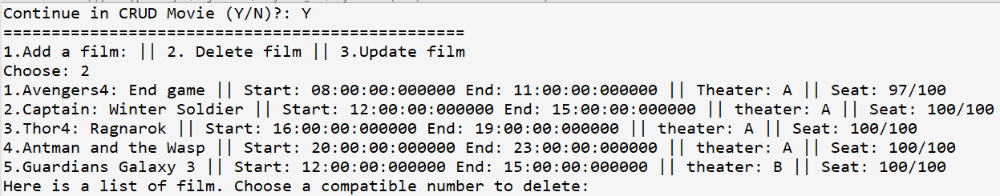 Continue in CRUD Movie (Y/N)?: Y
================================================
1.Add a film: || 2. Delete film || 3.Update film
Choose: 2
1.Avengers4: End game || Start: 08:00:00:000000 End: 11:00:00:000000 || Theater: A || Seat: 97/100
2.Captain: Winter Soldier || Start: 12:00:00:000000 End: 15:00:00:000000 || theater: A || Seat: 100/100
3.Thor4: Ragnarok || Start: 16:00:00:000000 End: 19:00:00:000000 || theater: A || Seat: 100/100
4.Antman and the Wasp || Start: 20:00:00:000000 End: 23:00:00:000000 || theater: A || Seat: 100/100
5.Guardians Galaxy 3 || Start: 12:00:00:000000 End: 15:00:00:000000 || theater: B || Seat: 100/100
Here is a list of film. Choose a compatible number to delete: